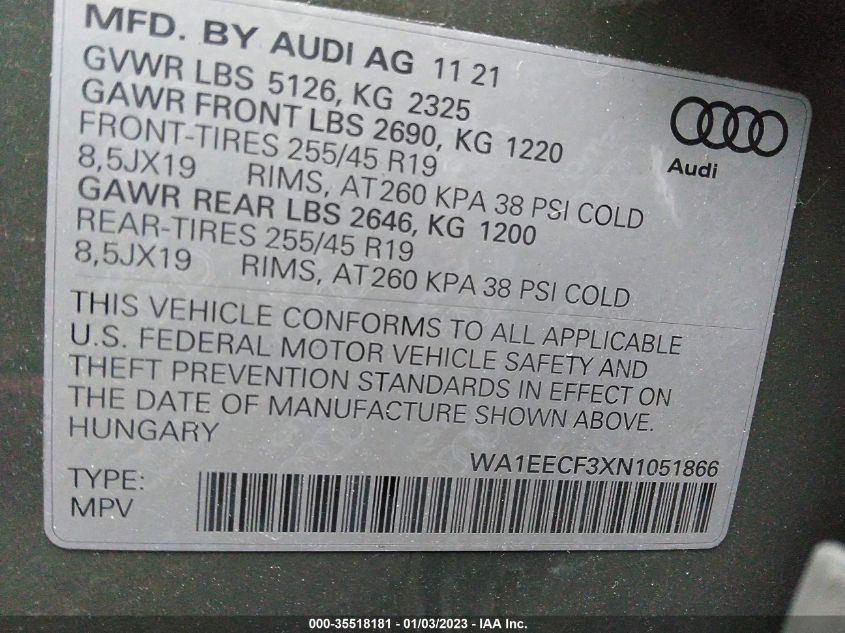 MFD. BY AUDI AG 11 21
GVWR LBS 5126, KG 2325
GAWR FRONT LBS 2690, KG 1220
FRONT-TIRES 255/45 R19
8,5JX19 RIMS, AT 260 KPA 38 PSI COLD
GAWR REAR LBS 2646, KG 1200
REAR-TIRES 255/45 R19
8,5JX19 RIMS, AT 260 KPA 38 PSI COLD
Audi
THIS VEHICLE CONFORMS TO ALL APPLICABLE
U.S. FEDERAL MOTOR VEHICLE SAFETY AND
THEFT PREVENTION STANDARDS IN EFFECT ON
THE DATE OF MANUFACTURE SHOWN ABOVE.
HUNGARY
WA1EECF3XN1051866
TYPE:
MPV
000-35518181 - 01/03/2023 - IAA Inc.